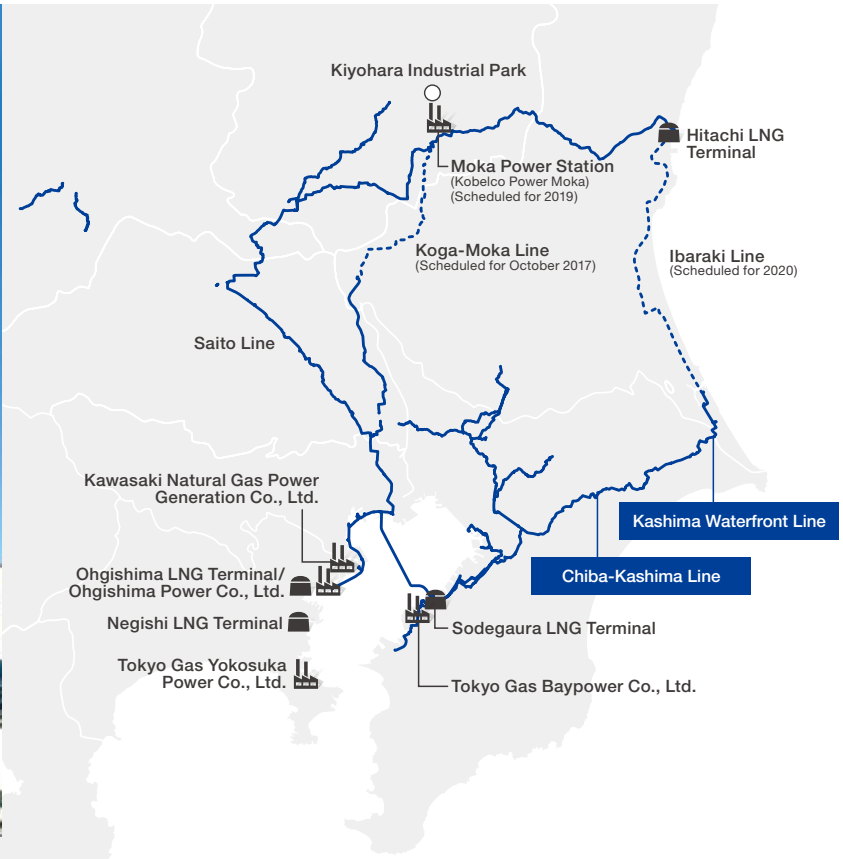 Kiyohara Industrial Park
Hitachi LNG
Terminal
Moka Power Station
(Kobelco Power Moka)
(Scheduled for 2019)
Koga-Moka Line
(Scheduled for October 2017)
Ibaraki Line
(Scheduled for 2020)
Saito Line
Kawasaki Natural Gas Power
Generation Co., Ltd.
Kashima Waterfront Line
Chiba-Kashima Line
Ohgishima LNG Terminal/
Ohgishima Power Co., Ltd.
Negishi LNG Terminal
Sodegaura LNG Terminal
Tokyo Gas Yokosuka
Power Co., Ltd.
Tokyo Gas Baypower Co., Ltd.